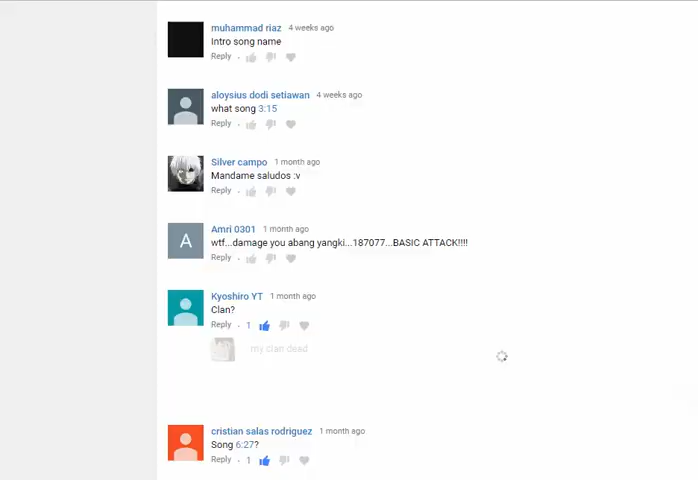 muhammad riaz 4 weeks ago
Intro song name
Reply
aloysius dodi setiawan 4 weeks ago
what song 3:15
Reply
Silver campo 1 month ago
Mandame saludos :v
Reply
A
Amri 0301 1 month ago
wtf...damage you abang yangki...187077...BASIC ATTACK!!!!
Reply
Kyoshiro YT 1 month ago
Clan?
Reply 1
my clan dead
cristian salas rodriguez 1 month ago
Song 6:27?
Reply 1